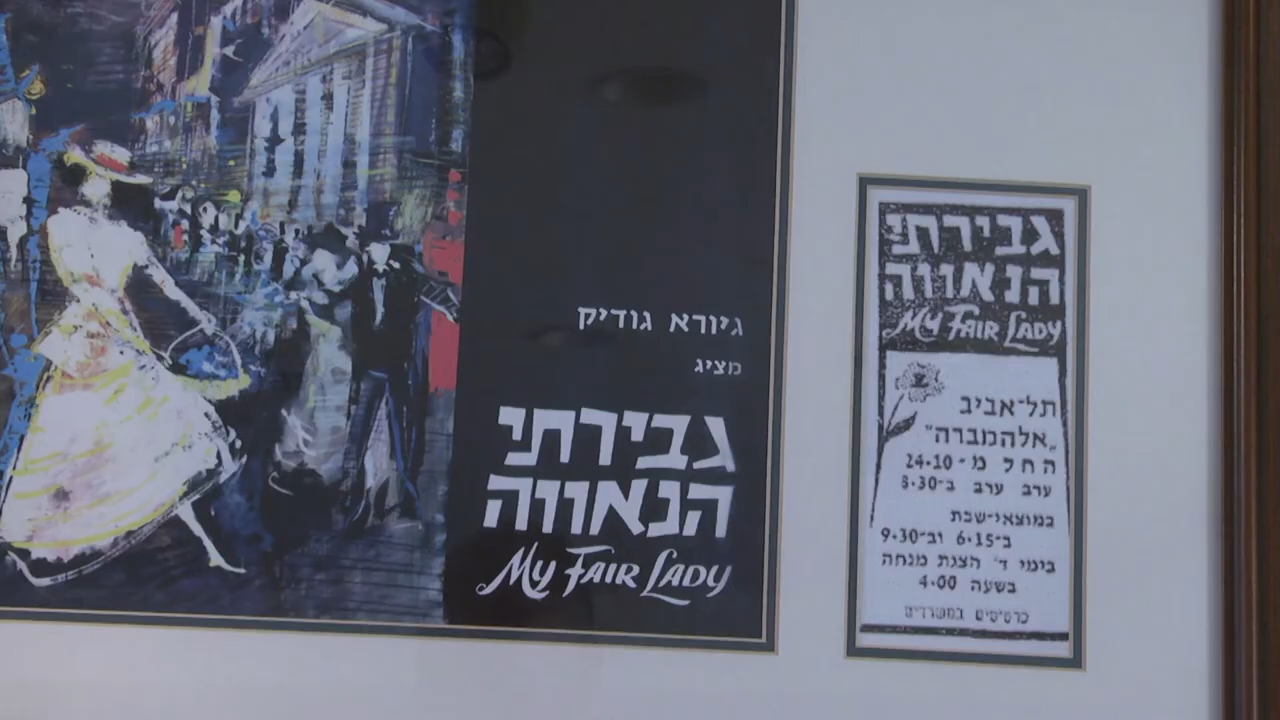 גיורא גודיק
מציג
גבירתי
הנאווה
My Fair Lady
גבירתי
הנאווה
My Fair Lady
תל־אביב
„אלהמברה"
החל מ־24.10
ערב ערב ב־8.30
במוצאי־שבת
ב־6.15 וב־9.30
בימי ד' הצגת מנחה
בשעה 4.00
כרטיסים במשרדים